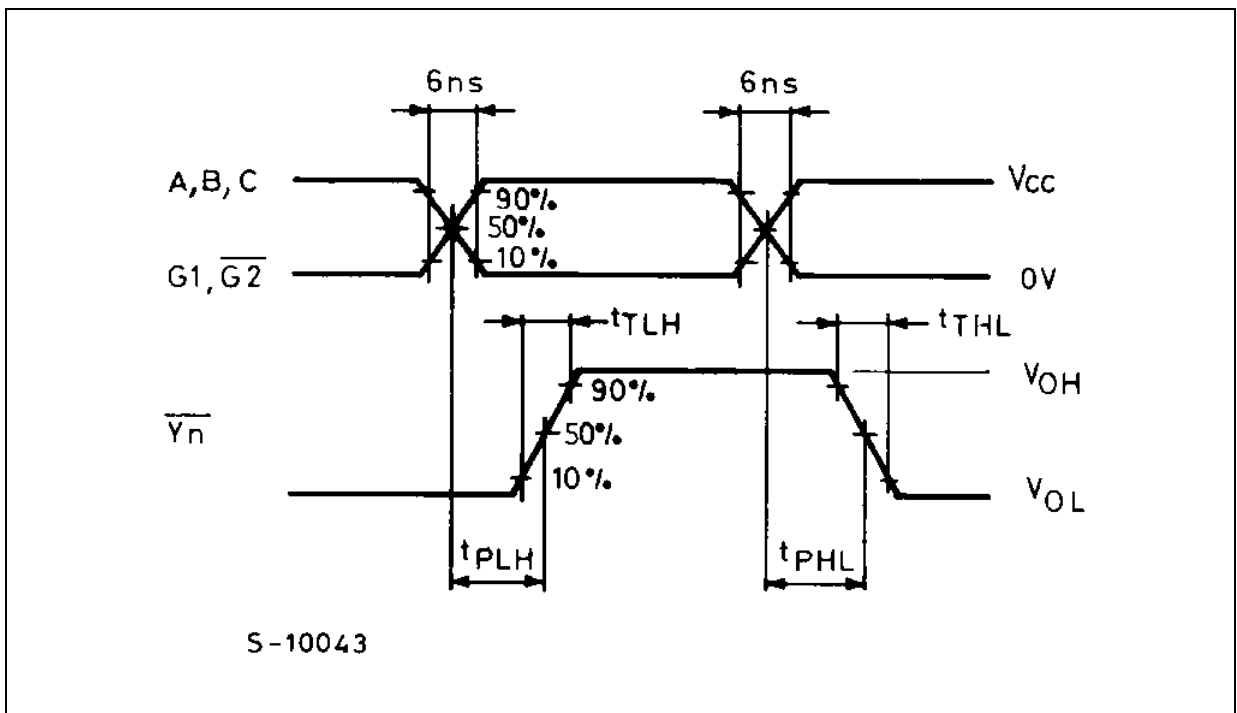 6ns 6ns
A,B,C 90% Vcc
50%
G1,G2 10% 0V
tTLH tTHL
90% VOH
Yn 50%
10% VOL
tPLH tPHL
S-10043